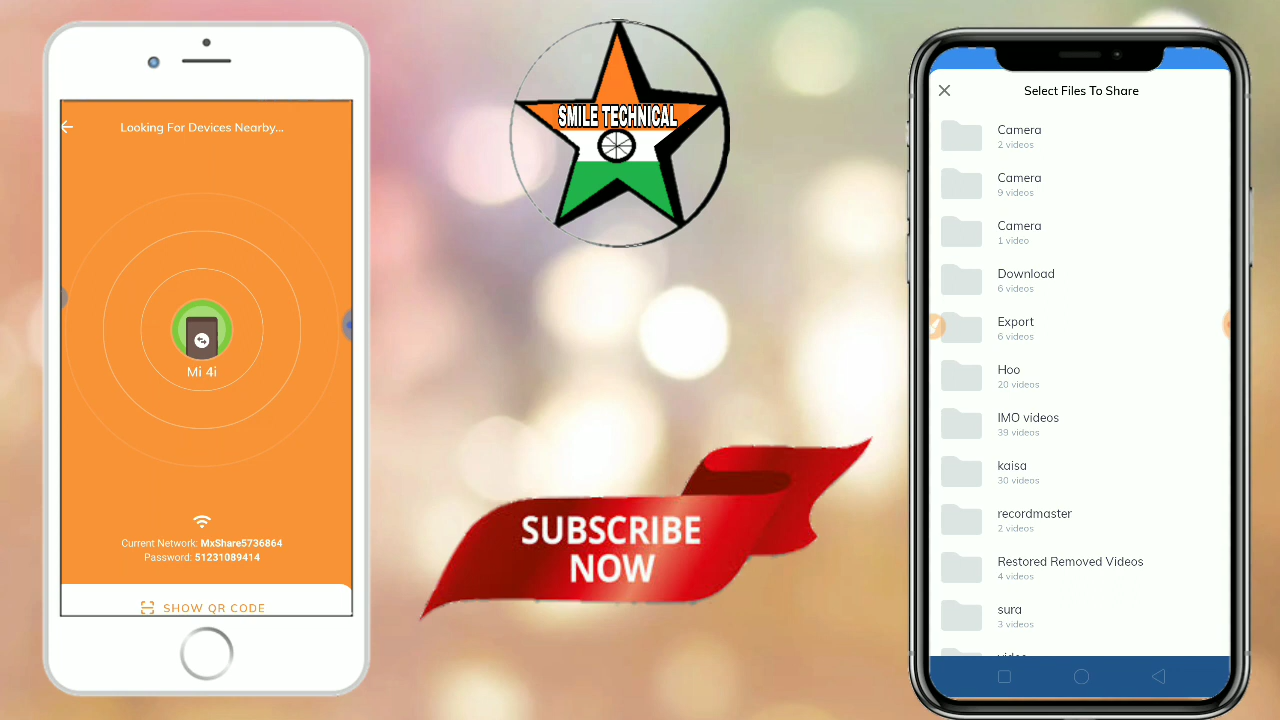 Looking For Devices Nearby...
Mi 4i
Current Network: MxShare5736864
Password: 51231089414
SHOW QR CODE
SMILE TECHNICAL
SUBSCRIBE
NOW
Select Files To Share
Camera
2 videos
Camera
9 videos
Camera
1 video
Download
6 videos
Export
6 videos
Hoo
20 videos
IMO videos
39 videos
kaisa
30 videos
recordmaster
2 videos
Restored Removed Videos
4 videos
sura
3 videos